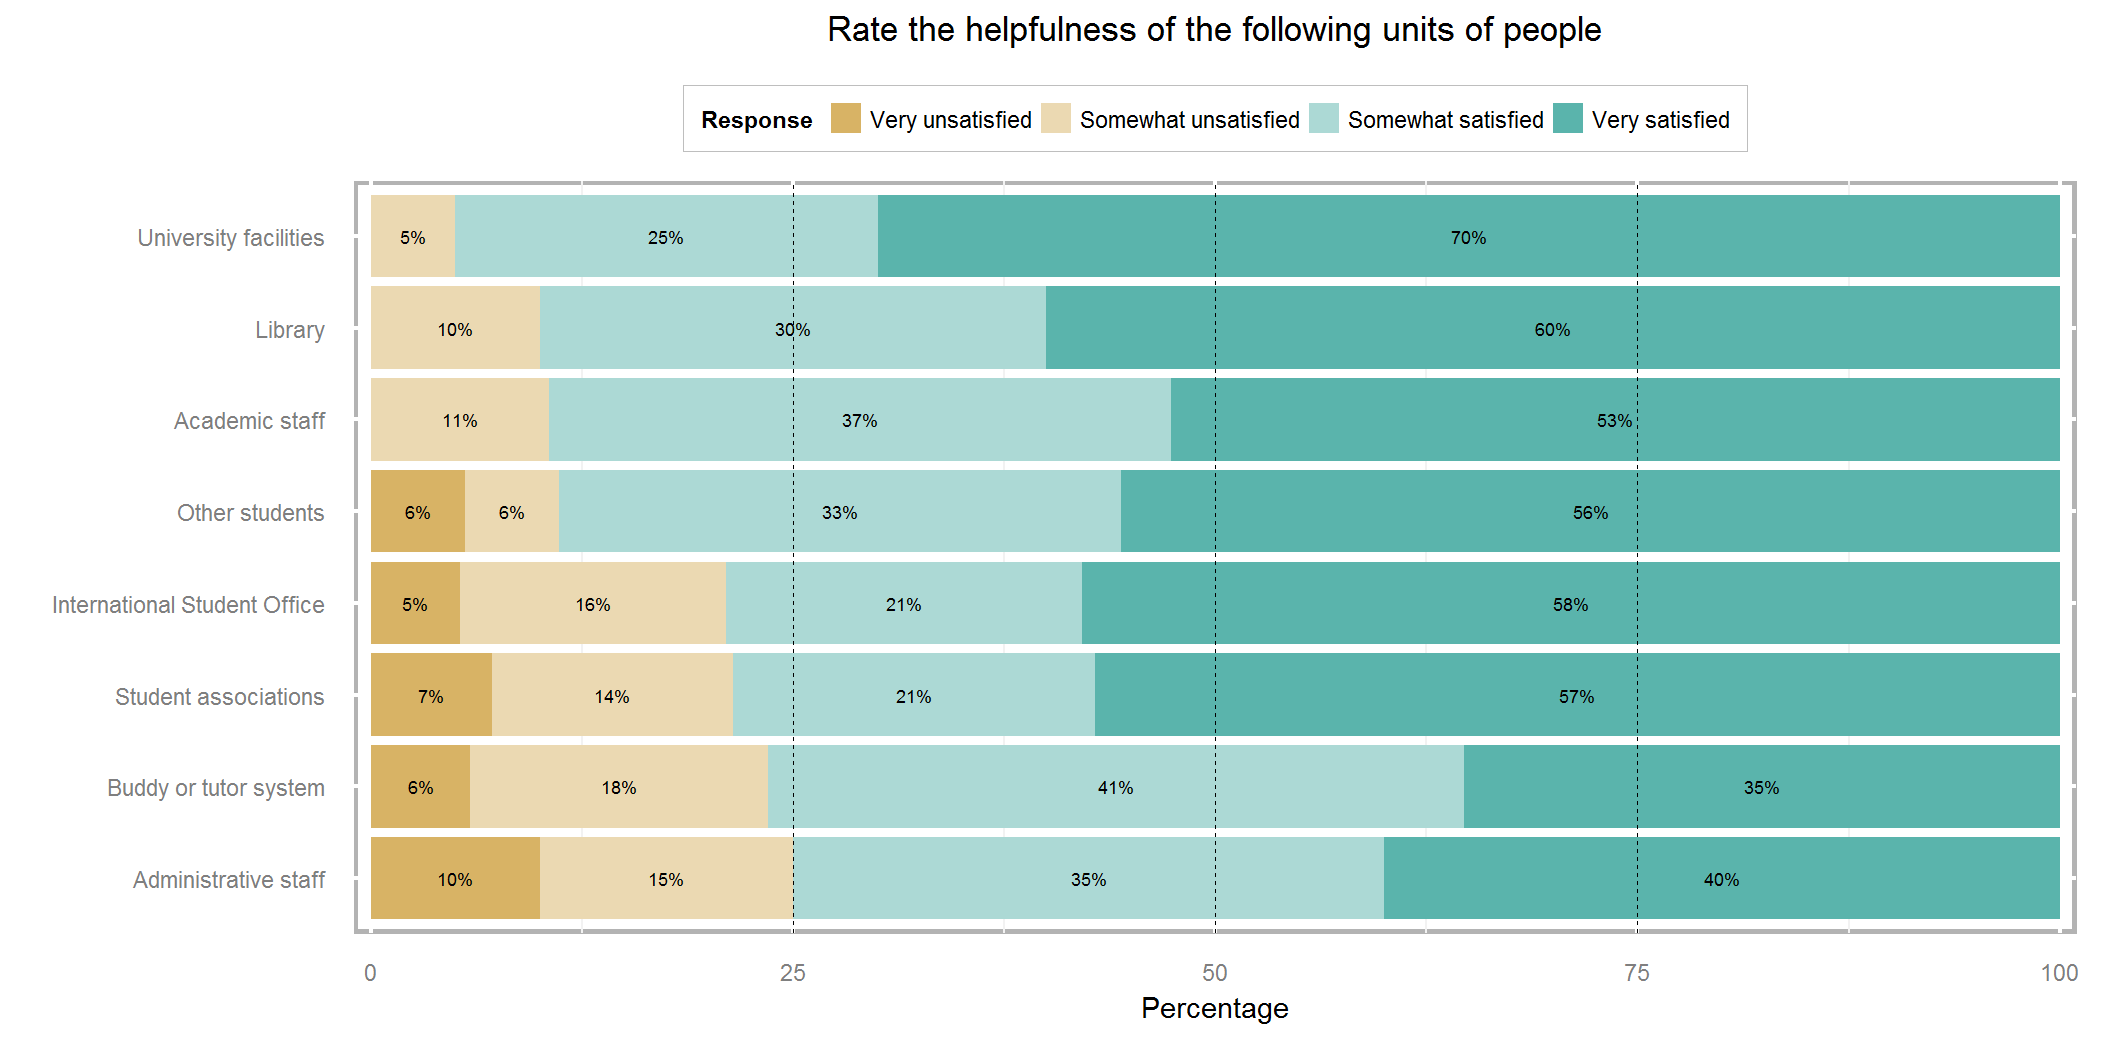 Rate the helpfulness of the following units of people
Response Very unsatisfied Somewhat unsatisfied Somewhat satisfied Very satisfied
University facilities 5% 25% 70%
Library 10% 30% 60%
Academic staff 11% 37% 53%
Other students 6% 6% 33% 56%
International Student Office 5% 16% 21% 58%
Student associations 7% 14% 21% 57%
Buddy or tutor system 6% 18% 41% 35%
Administrative staff 10% 15% 35% 40%
0 25 50 75 100
Percentage